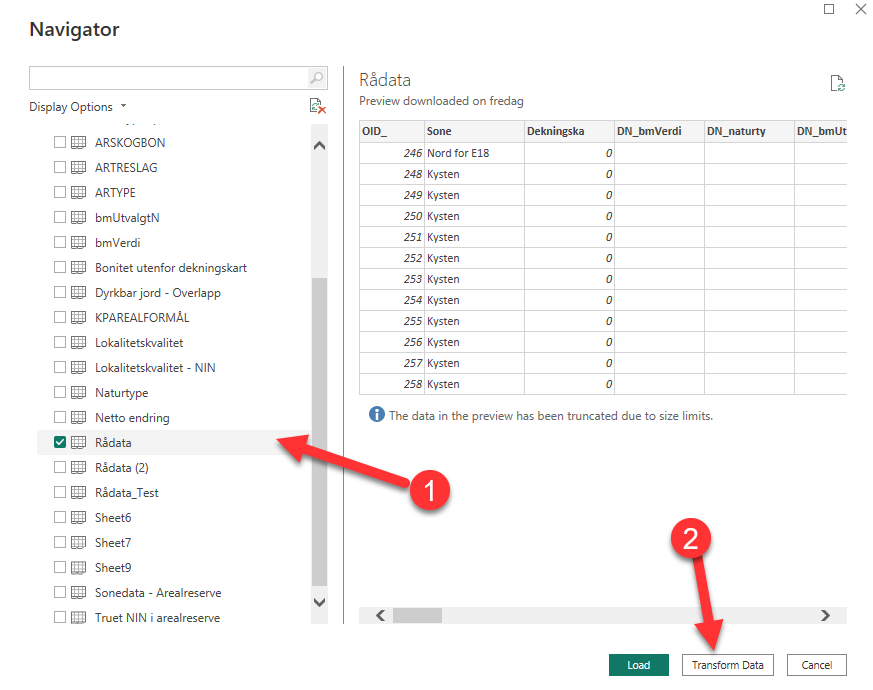 Navigator
Display Options
ARSKOGBON
ARTRESLAG
ARTYPE
bmUtvalgtN
bmVerdi
Bonitet utenfor dekningskart
Dyrkbar jord - Overlapp
KPAREALFORMÅL
Lokalitetskvalitet
Lokalitetskvalitet - NIN
Naturtype
Netto endring
Rådata
Rådata (2)
Rådata_Test
Sheet6
Sheet7
Sheet9
Sonedata - Arealreserve
Truet NIN i arealreserve
Rådata
Preview downloaded on fredag
OID_ Sone Dekningska DN_bmVerdi DN_naturty DN_bmUt
246 Nord for E18 0
248 Kysten 0
249 Kysten 0
250 Kysten 0
251 Kysten 0
252 Kysten 0
253 Kysten 0
254 Kysten 0
255 Kysten 0
256 Kysten 0
257 Kysten 0
258 Kysten 0
The data in the preview has been truncated due to size limits.
1
2
Load Transform Data Cancel